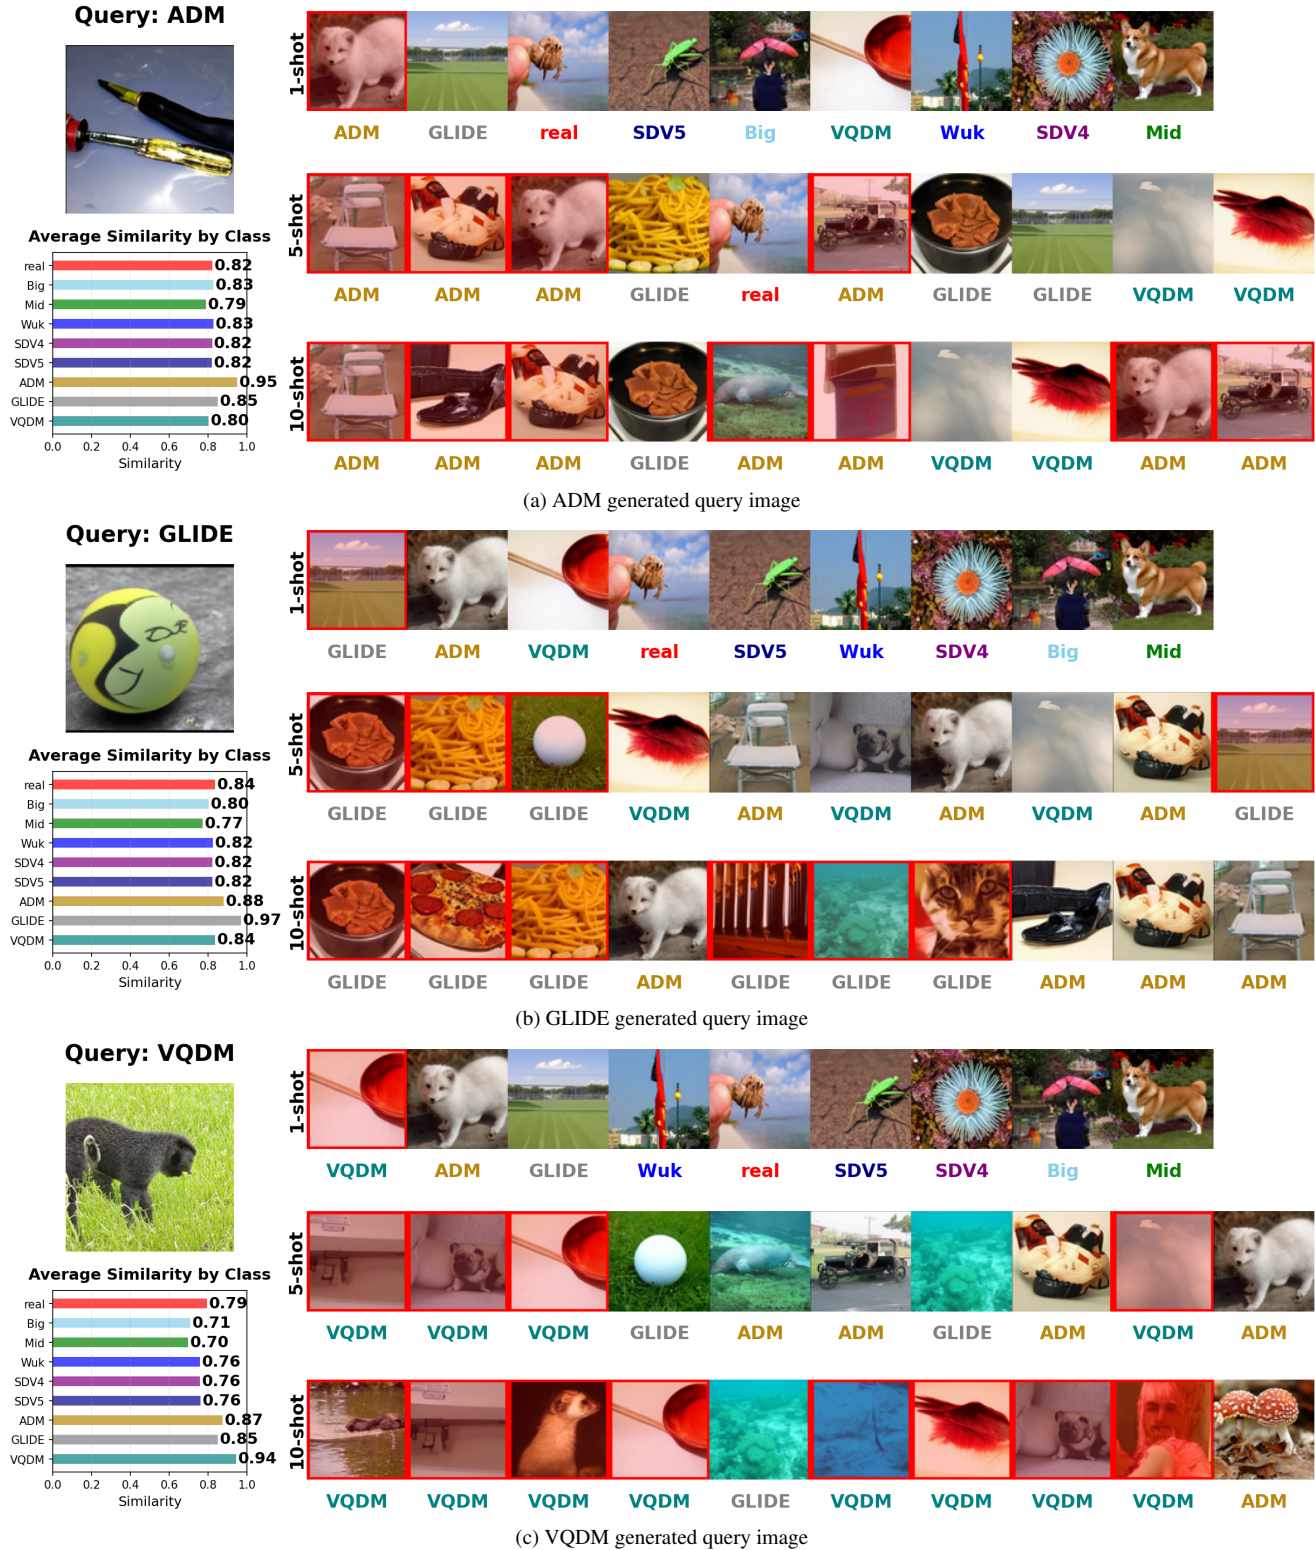 Query: ADM
1-shot
ADM GLIDE real SDV5 Big VQDM Wuk SDV4 Mid
5-shot
ADM ADM ADM GLIDE real ADM GLIDE GLIDE VQDM VQDM
10-shot
ADM ADM ADM GLIDE ADM ADM VQDM VQDM ADM ADM
Average Similarity by Class
real 0.82
Big 0.83
Mid 0.79
Wuk 0.83
SDV4 0.82
SDV5 0.82
ADM 0.95
GLIDE 0.85
VQDM 0.80
0.0 0.2 0.4 0.6 0.8 1.0
Similarity
(a) ADM generated query image
Query: GLIDE
1-shot
GLIDE ADM VQDM real SDV5 Wuk SDV4 Big Mid
5-shot
GLIDE GLIDE GLIDE VQDM ADM VQDM ADM VQDM ADM GLIDE
10-shot
GLIDE GLIDE GLIDE ADM GLIDE GLIDE GLIDE ADM ADM ADM
Average Similarity by Class
real 0.84
Big 0.80
Mid 0.77
Wuk 0.82
SDV4 0.82
SDV5 0.82
ADM 0.88
GLIDE 0.97
VQDM 0.84
0.0 0.2 0.4 0.6 0.8 1.0
Similarity
(b) GLIDE generated query image
Query: VQDM
1-shot
VQDM ADM GLIDE Wuk real SDV5 SDV4 Big Mid
5-shot
VQDM VQDM VQDM GLIDE ADM ADM GLIDE ADM VQDM ADM
10-shot
VQDM VQDM VQDM VQDM GLIDE VQDM VQDM VQDM VQDM ADM
Average Similarity by Class
real 0.79
Big 0.71
Mid 0.70
Wuk 0.76
SDV4 0.76
SDV5 0.76
ADM 0.87
GLIDE 0.85
VQDM 0.94
0.0 0.2 0.4 0.6 0.8 1.0
Similarity
(c) VQDM generated query image